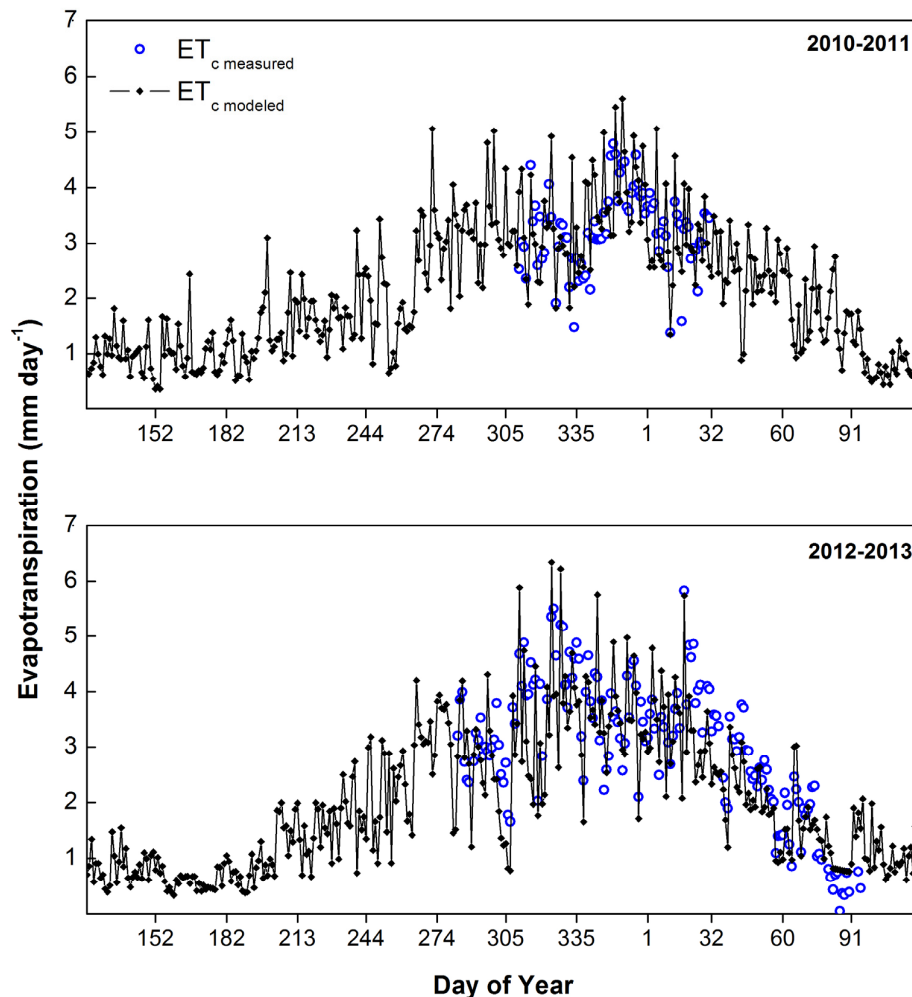 7
2010-2011
ET c measured
ET c modeled
6
5
4
3
2
1
152 182 213 244 274 305 335 1 32 60 91
Evapotranspiration (mm day-1)
7
2012-2013
6
5
4
3
2
1
152 182 213 244 274 305 335 1 32 60 91
Day of Year